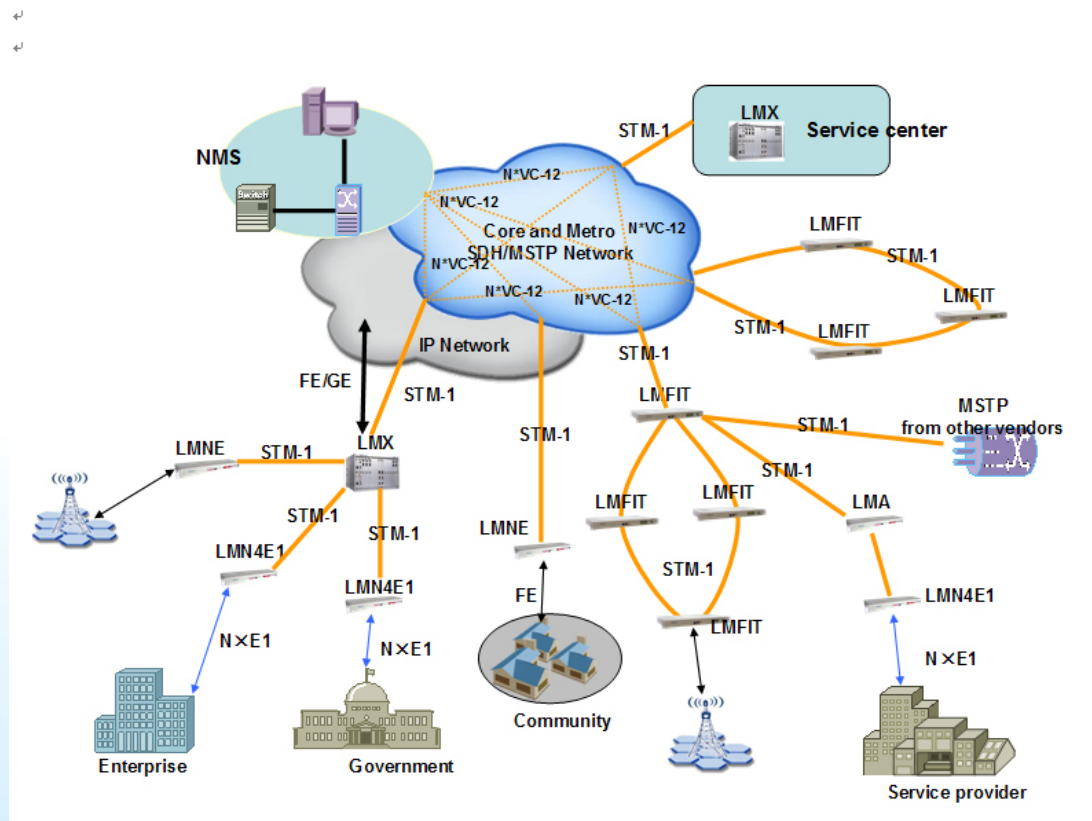 LMX
Service center
STM-1
NMS
Switch
N*VC-12
N*VC-12
Core and Metro
N*VC-12
SDH/MSTP Network
N*VC-12
N*VC-12
N*VC-12
LMFIT
STM-1
LMFIT
STM-1
LMFIT
IP Network
STM-1
FE/GE
STM-1
LMFIT
MSTP
from other vendors
STM-1
STM-1
LMNE
STM-1
LMX
STM-1
LMFIT
LMFIT
LMA
STM-1
STM-1
LMNE
LMN4E1
STM-1
LMN4E1
FE
LMN4E1
LMFIT
N×E1
N×E1
N×E1
Community
Enterprise
Government
Service provider